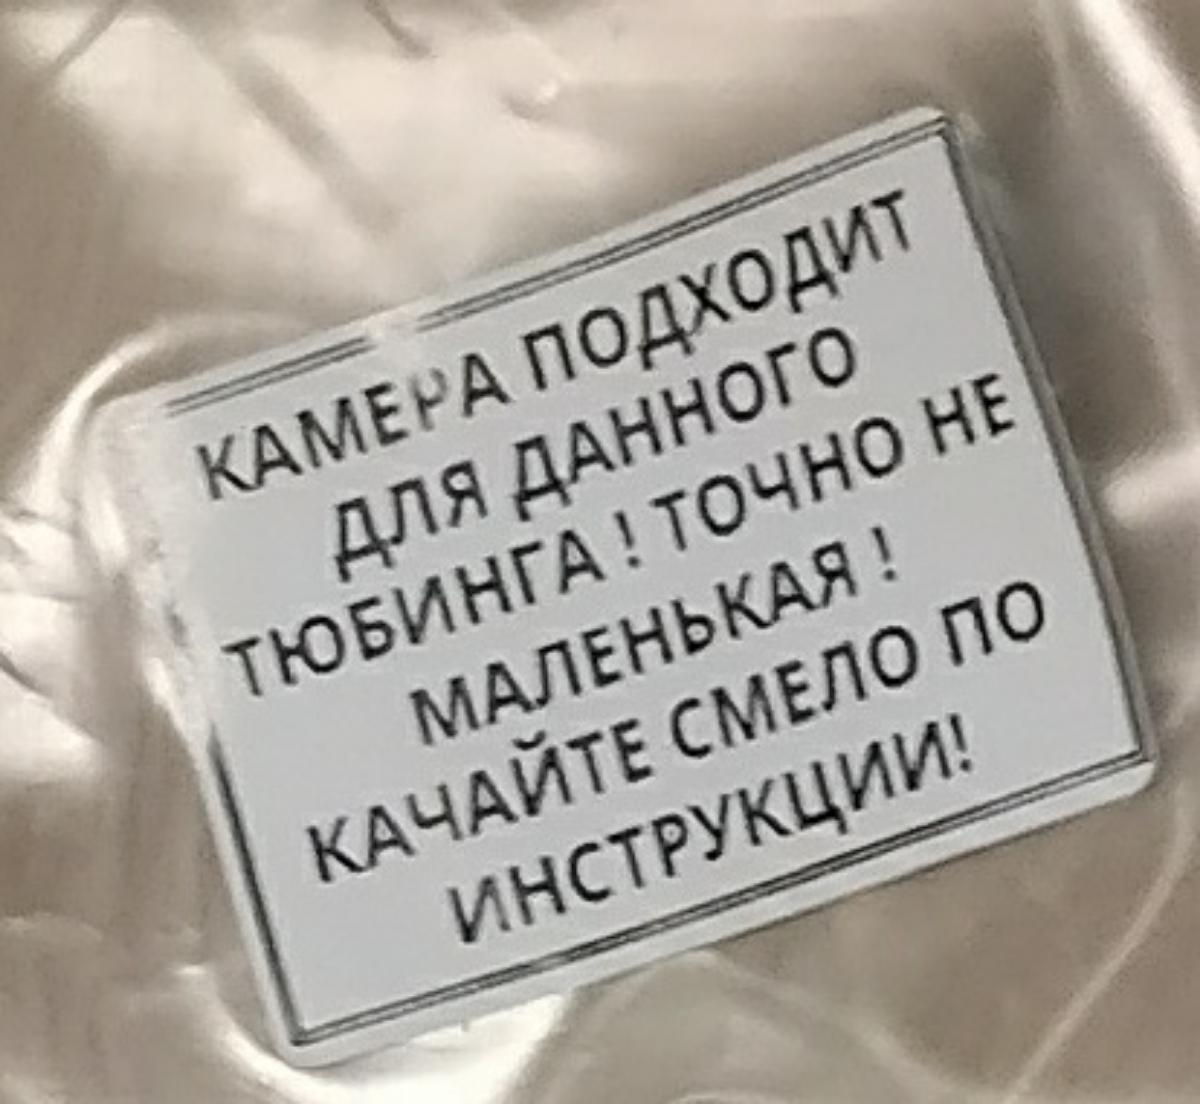 КАМЕРА ПОДХОДИТ
ДЛЯ ДАННОГО
ТЮБИНГА ! ТОЧНО НЕ
МАЛЕНЬКАЯ !
КАЧАЙТЕ СМЕЛО ПО
ИНСТРУКЦИИ!